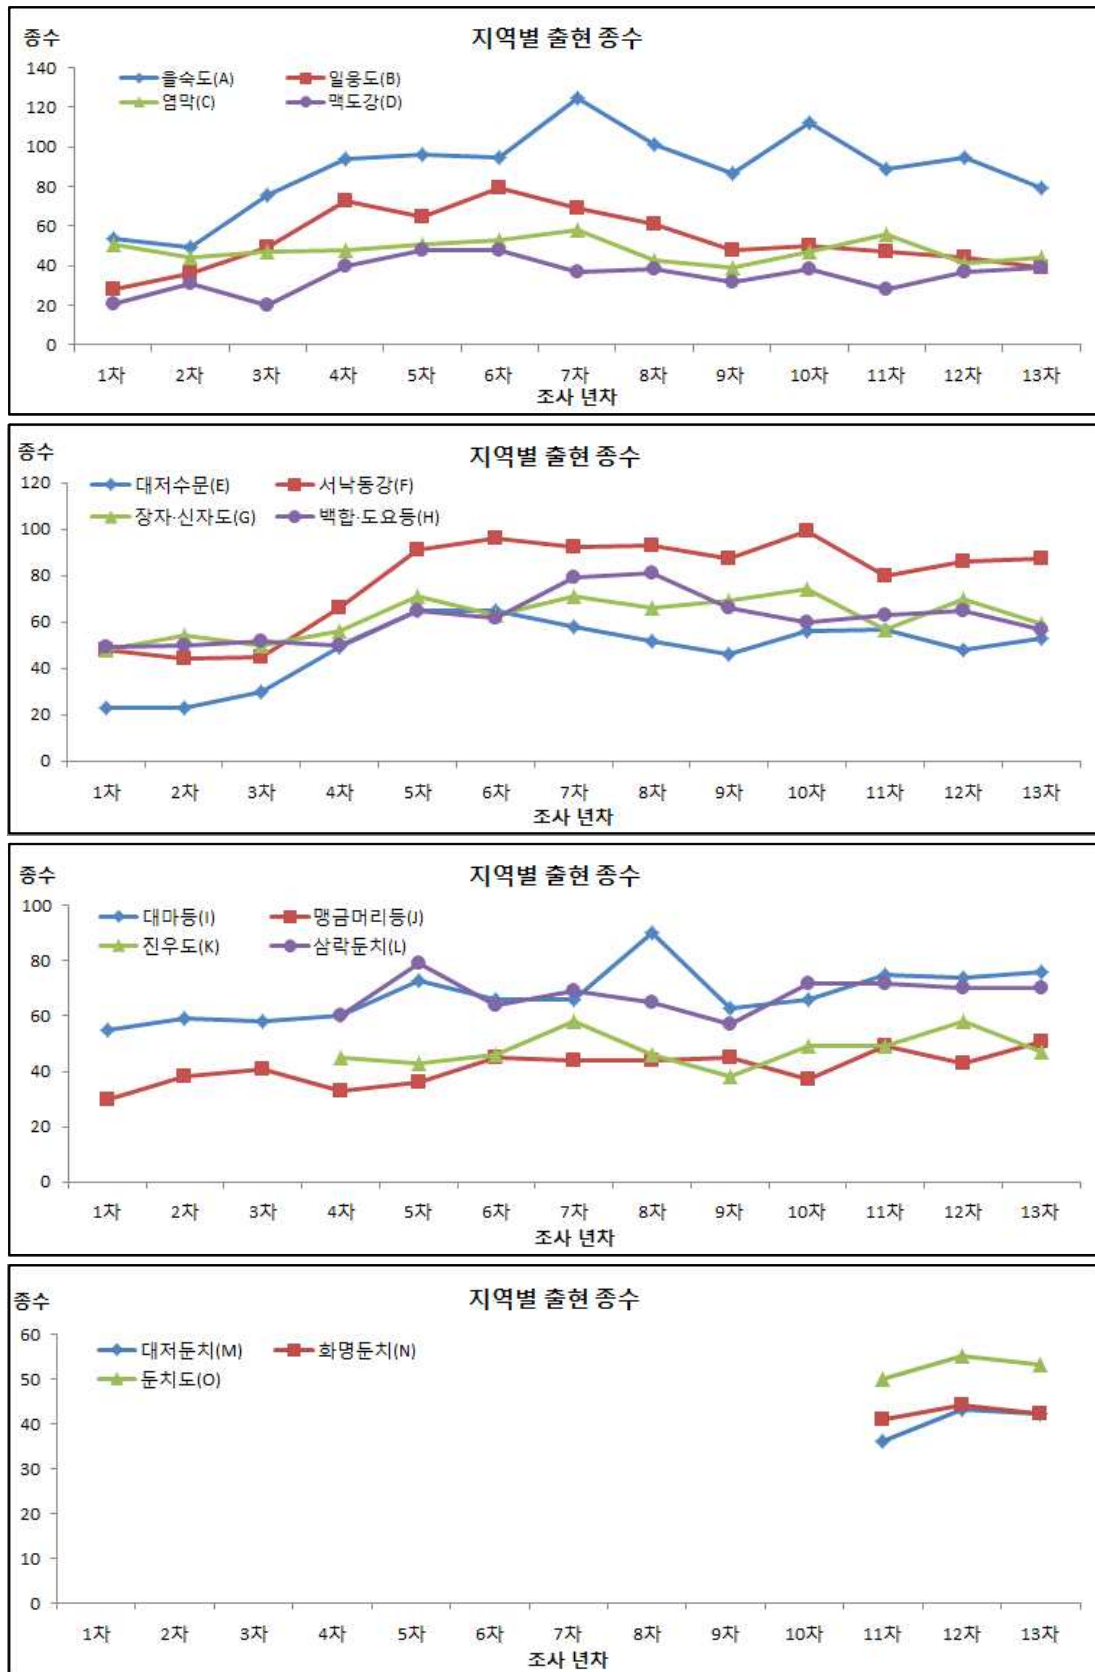 종수
지역별 출현 종수
을숙도(A) 일웅도(B)
염막(C) 맥도강(D)
140
120
100
80
60
40
20
0
1차 2차 3차 4차 5차 6차 7차 8차 9차 10차 11차 12차 13차
조사 년차
종수
지역별 출현 종수
대저수문(E) 서낙동강(F)
장자·신자도(G) 백합·도요등(H)
120
100
80
60
40
20
0
1차 2차 3차 4차 5차 6차 7차 8차 9차 10차 11차 12차 13차
조사 년차
종수
지역별 출현 종수
대마등(I) 맹금머리등(J)
진우도(K) 삼락둔치(L)
100
80
60
40
20
0
1차 2차 3차 4차 5차 6차 7차 8차 9차 10차 11차 12차 13차
조사 년차
종수
지역별 출현 종수
대저둔치(M) 화명둔치(N)
둔치도(O)
60
50
40
30
20
10
0
1차 2차 3차 4차 5차 6차 7차 8차 9차 10차 11차 12차 13차
조사 년차